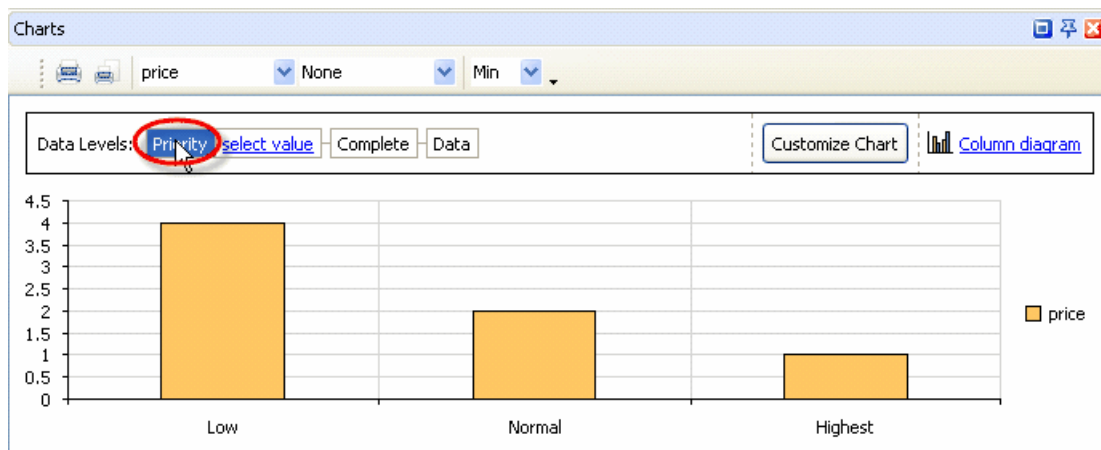 Charts
price None Min
Data Levels: Priority select value Complete Data Customize Chart Column diagram
4.5
4
3.5
3
2.5
2
1.5
1
0.5
0
price
Low Normal Highest